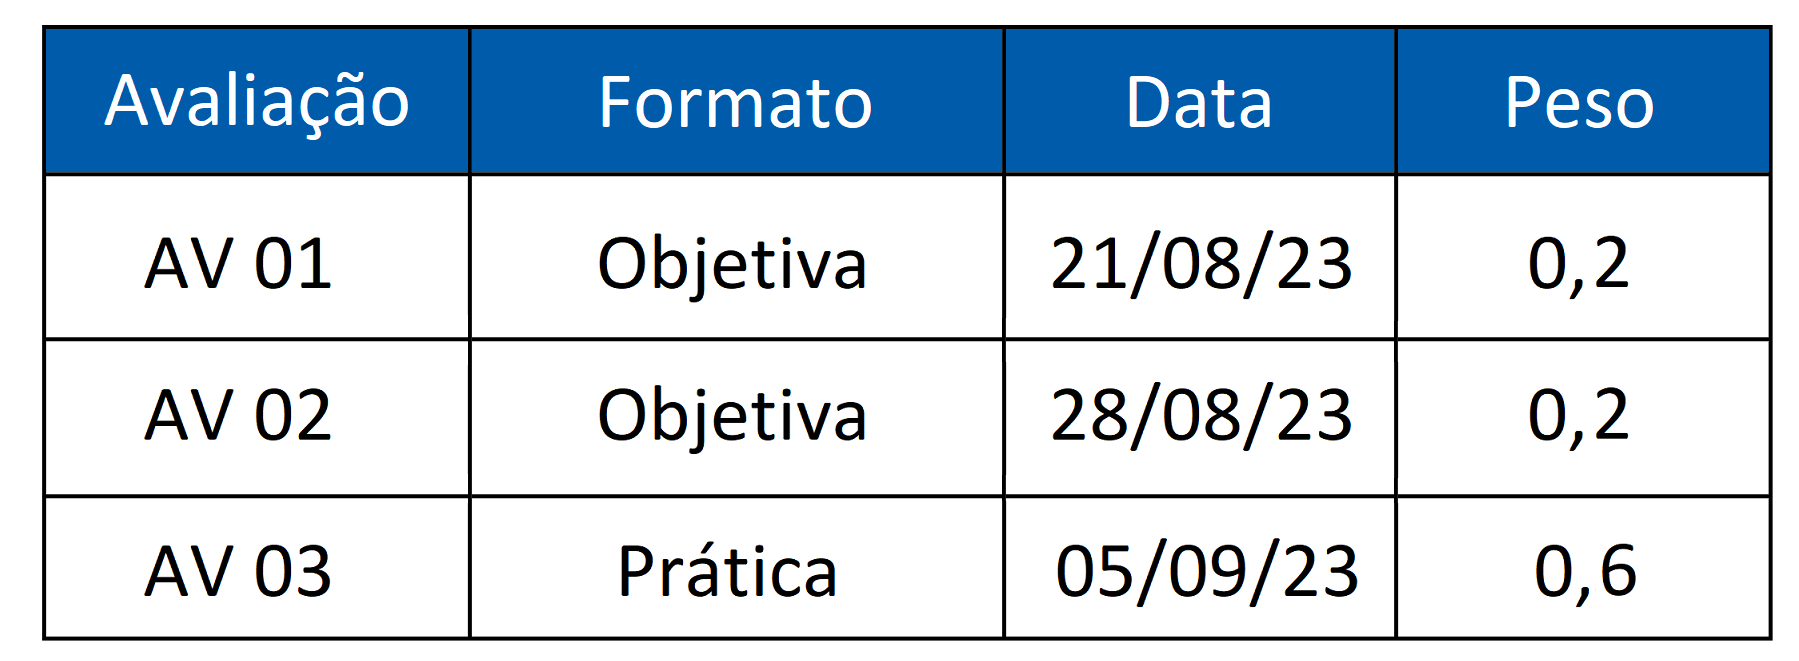 Avaliação Formato Data Peso
AV 01 Objetiva 21/08/23 0,2
AV 02 Objetiva 28/08/23 0,2
AV 03 Prática 05/09/23 0,6